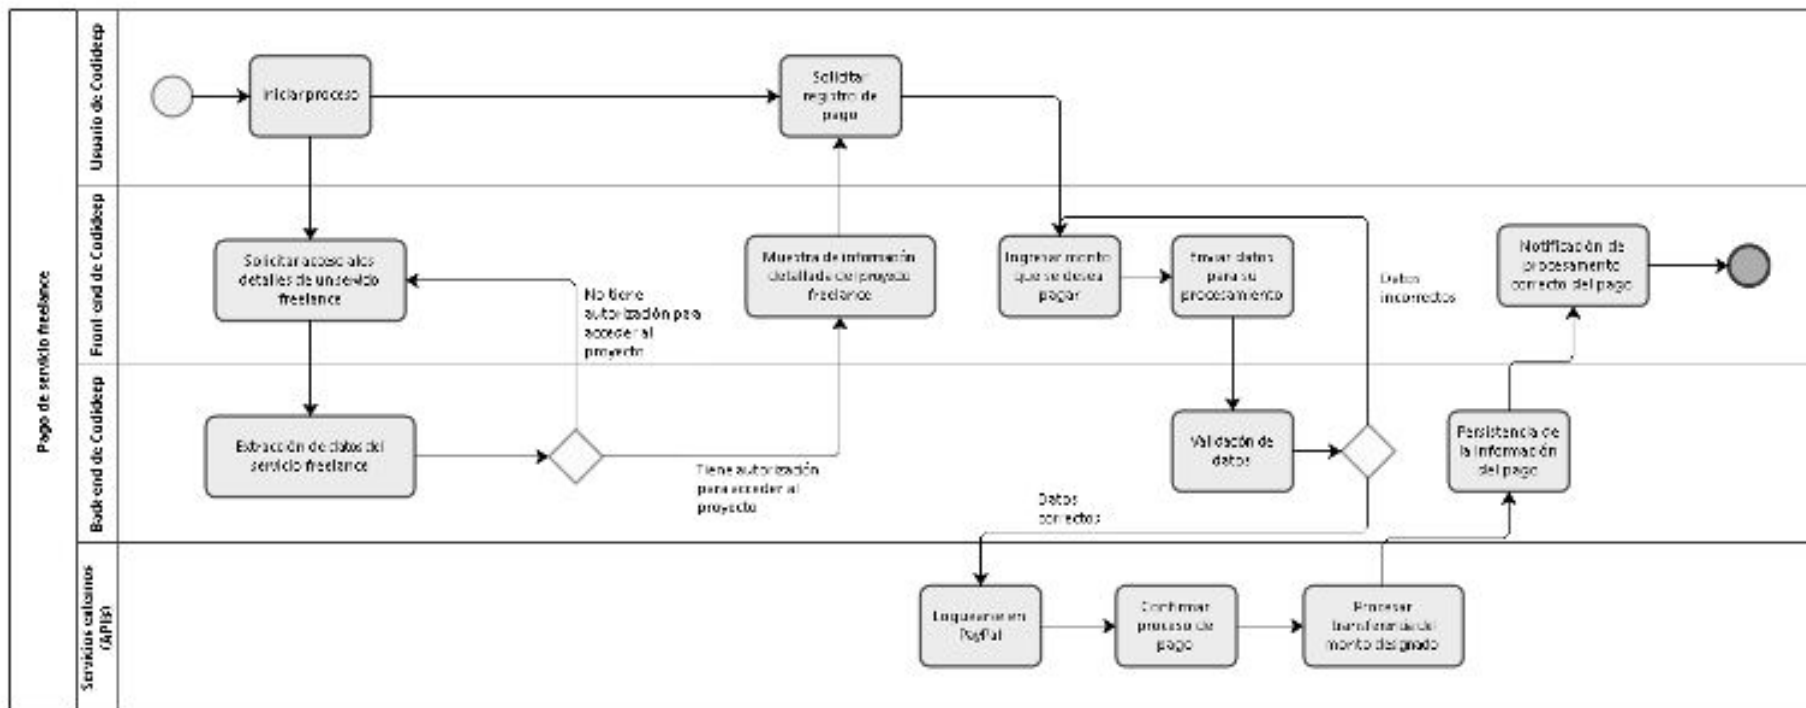 Pago de servicio freelance
Usuario de Codideep
Iniciar proceso
Solicitar
registro de
pago
Front-end de Codideep
Solicitar acceso a los
detalles de un servicio
freelance
No tiene
autorización para
acceder al
proyecto
Muestra de información
detallada del proyecto
freelance
Ingresar monto
que se desea
pagar
Enviar datos
para su
procesamiento
Datos
incorrectos
Notificación de
procesamiento
correcto del pago
Back-end de Codideep
Extracción de datos del
servicio freelance
Tiene autorización
para acceder al
proyecto
Validación de
datos
Datos
correctos
Persistencia de
la información
del pago
Servicios externos
(APIs)
Loguearse en
PayPal
Confirmar
proceso de
pago
Procesar
transferencia del
monto designado